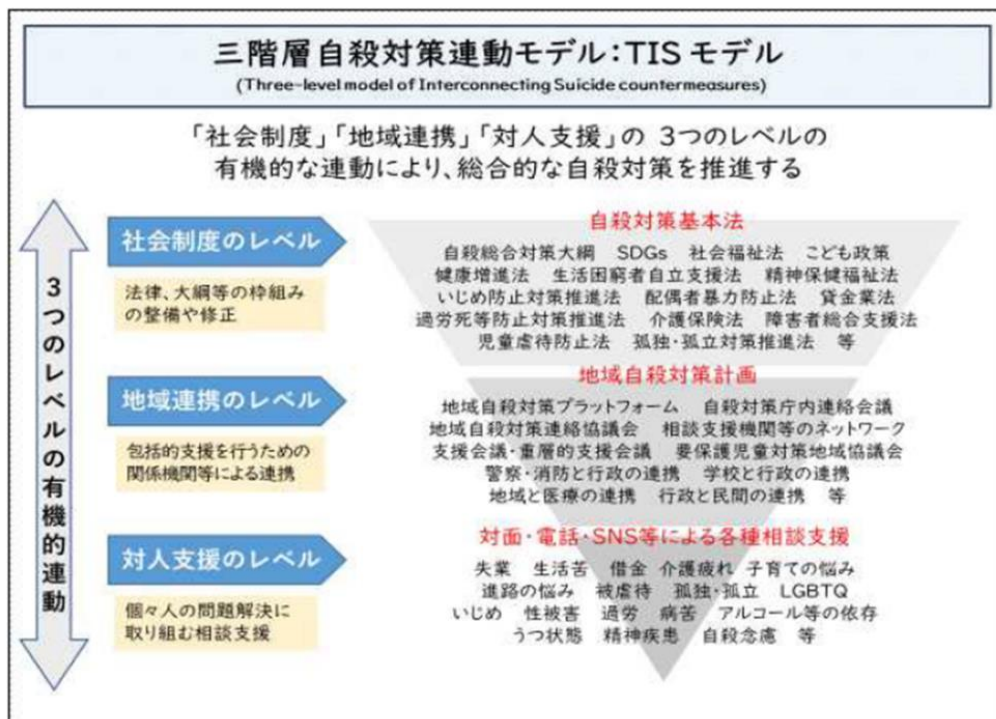 三階層自殺対策連動モデル:TISモデル
(Three-level model of Interconnecting Suicide countermeasures)
「社会制度」「地域連携」「対人支援」の 3つのレベルの
有機的な連動により、総合的な自殺対策を推進する
3つのレベルの有機的連動
社会制度のレベル
法律、大綱等の枠組み
の整備や修正
自殺対策基本法
自殺総合対策大綱 SDGs 社会福祉法 こども政策
健康増進法 生活困窮者自立支援法 精神保健福祉法
いじめ防止対策推進法 配偶者暴力防止法 貸金業法
過労死等防止対策推進法 介護保険法 障害者総合支援法
児童虐待防止法 孤独・孤立対策推進法 等
地域連携のレベル
包括的支援を行うための
関係機関等による連携
地域自殺対策計画
地域自殺対策プラットフォーム 自殺対策庁内連絡会議
地域自殺対策連絡協議会 相談支援機関等のネットワーク
支援会議・重層的支援会議 要保護児童対策地域協議会
警察・消防と行政の連携 学校と行政の連携
地域と医療の連携 行政と民間の連携 等
対人支援のレベル
個々人の問題解決に
取り組む相談支援
対面・電話・SNS等による各種相談支援
失業 生活苦 借金 介護疲れ 子育ての悩み
進路の悩み 被虐待 孤独・孤立 LGBTQ
いじめ 性被害 過労 病苦 アルコール等の依存
うつ状態 精神疾患 自殺念慮 等